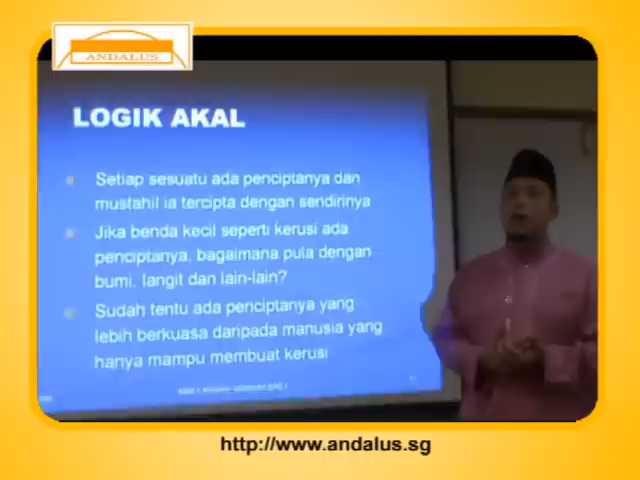 ANDALUS
LOGIK AKAL
Setiap sesuatu ada penciptanya dan
mustahil ia tercipta dengan sendirinya
Jika benda kecil seperti kerusi ada
penciptanya, bagaimana pula dengan
bumi, langit dan lain-lain?
Sudah tentu ada penciptanya yang
lebih berkuasa daripada manusia yang
hanya mampu membuat kerusi
http://www.andalus.sg